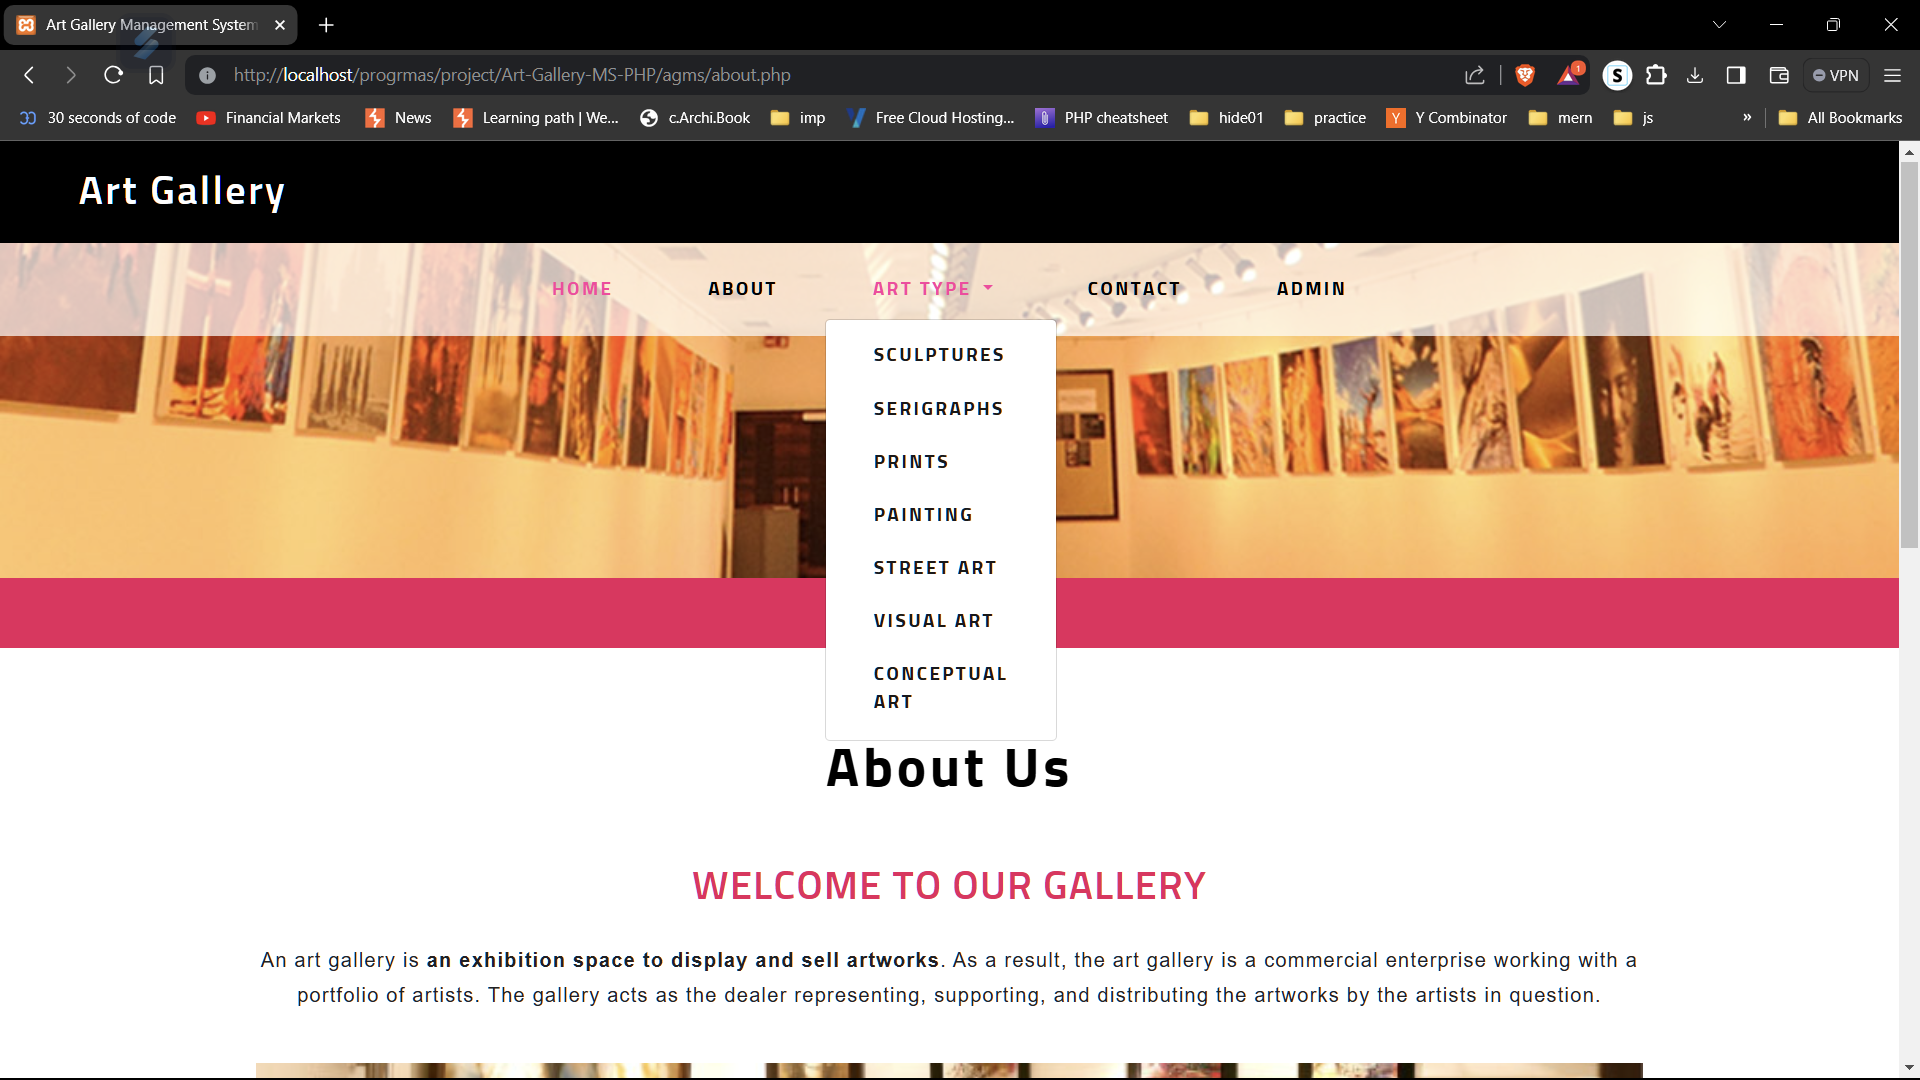 Art Gallery Management System
http://localhost/progrmas/project/Art-Gallery-MS-PHP/agms/about.php
1
S
VPN
30 seconds of code
Financial Markets
News
Learning path | We...
c.Archi.Book
imp
Free Cloud Hosting...
PHP cheatsheet
hide01
practice
Y
Y Combinator
mern
js
»
All Bookmarks
Art Gallery
HOME
ABOUT
ART TYPE
CONTACT
ADMIN
SCULPTURES
SERIGRAPHS
PRINTS
PAINTING
STREET ART
VISUAL ART
CONCEPTUAL
ART
About Us
WELCOME TO OUR GALLERY
An art gallery is an exhibition space to display and sell artworks. As a result, the art gallery is a commercial enterprise working with a
portfolio of artists. The gallery acts as the dealer representing, supporting, and distributing the artworks by the artists in question.